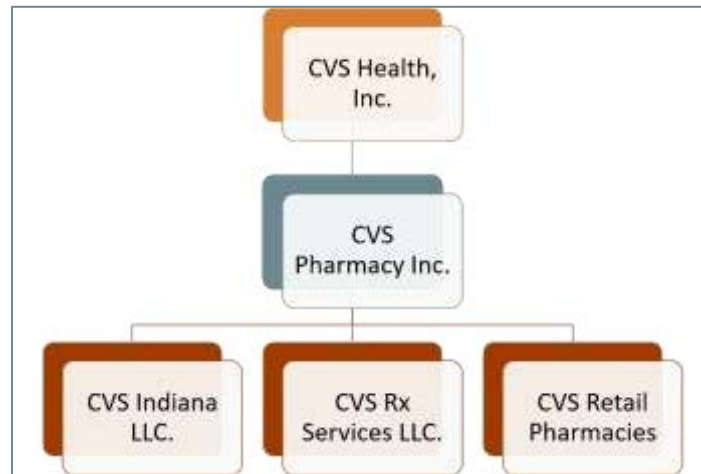 CVS Health,
Inc.
CVS
Pharmacy Inc.
CVS Indiana
LLC.
CVS Rx
Services LLC.
CVS Retail
Pharmacies